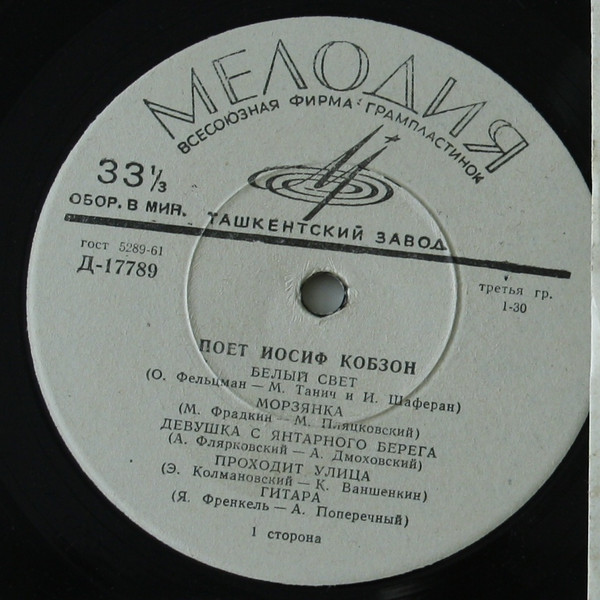 МЕЛОДИЯ
ВСЕСОЮЗНАЯ ФИРМА ГРАМПЛАСТИНОК
33⅓
ОБОР. В МИН.
ТАШКЕНТСКИЙ ЗАВОД
гост 5289-61
Д-17789
третья гр.
1-30
ПОЕТ ИОСИФ КОБЗОН
БЕЛЫЙ СВЕТ
(О. Фельцман — М. Танич и И. Шаферан)
МОРЗЯНКА
(М. Фрадкин — М. Пляцковский)
ДЕВУШКА С ЯНТАРНОГО БЕРЕГА
(А. Флярковский — А. Дмоховский)
ПРОХОДИТ УЛИЦА
(Э. Колмановский — К. Ваншенкин)
ГИТАРА
(Я. Френкель — А. Поперечный)
1 сторона